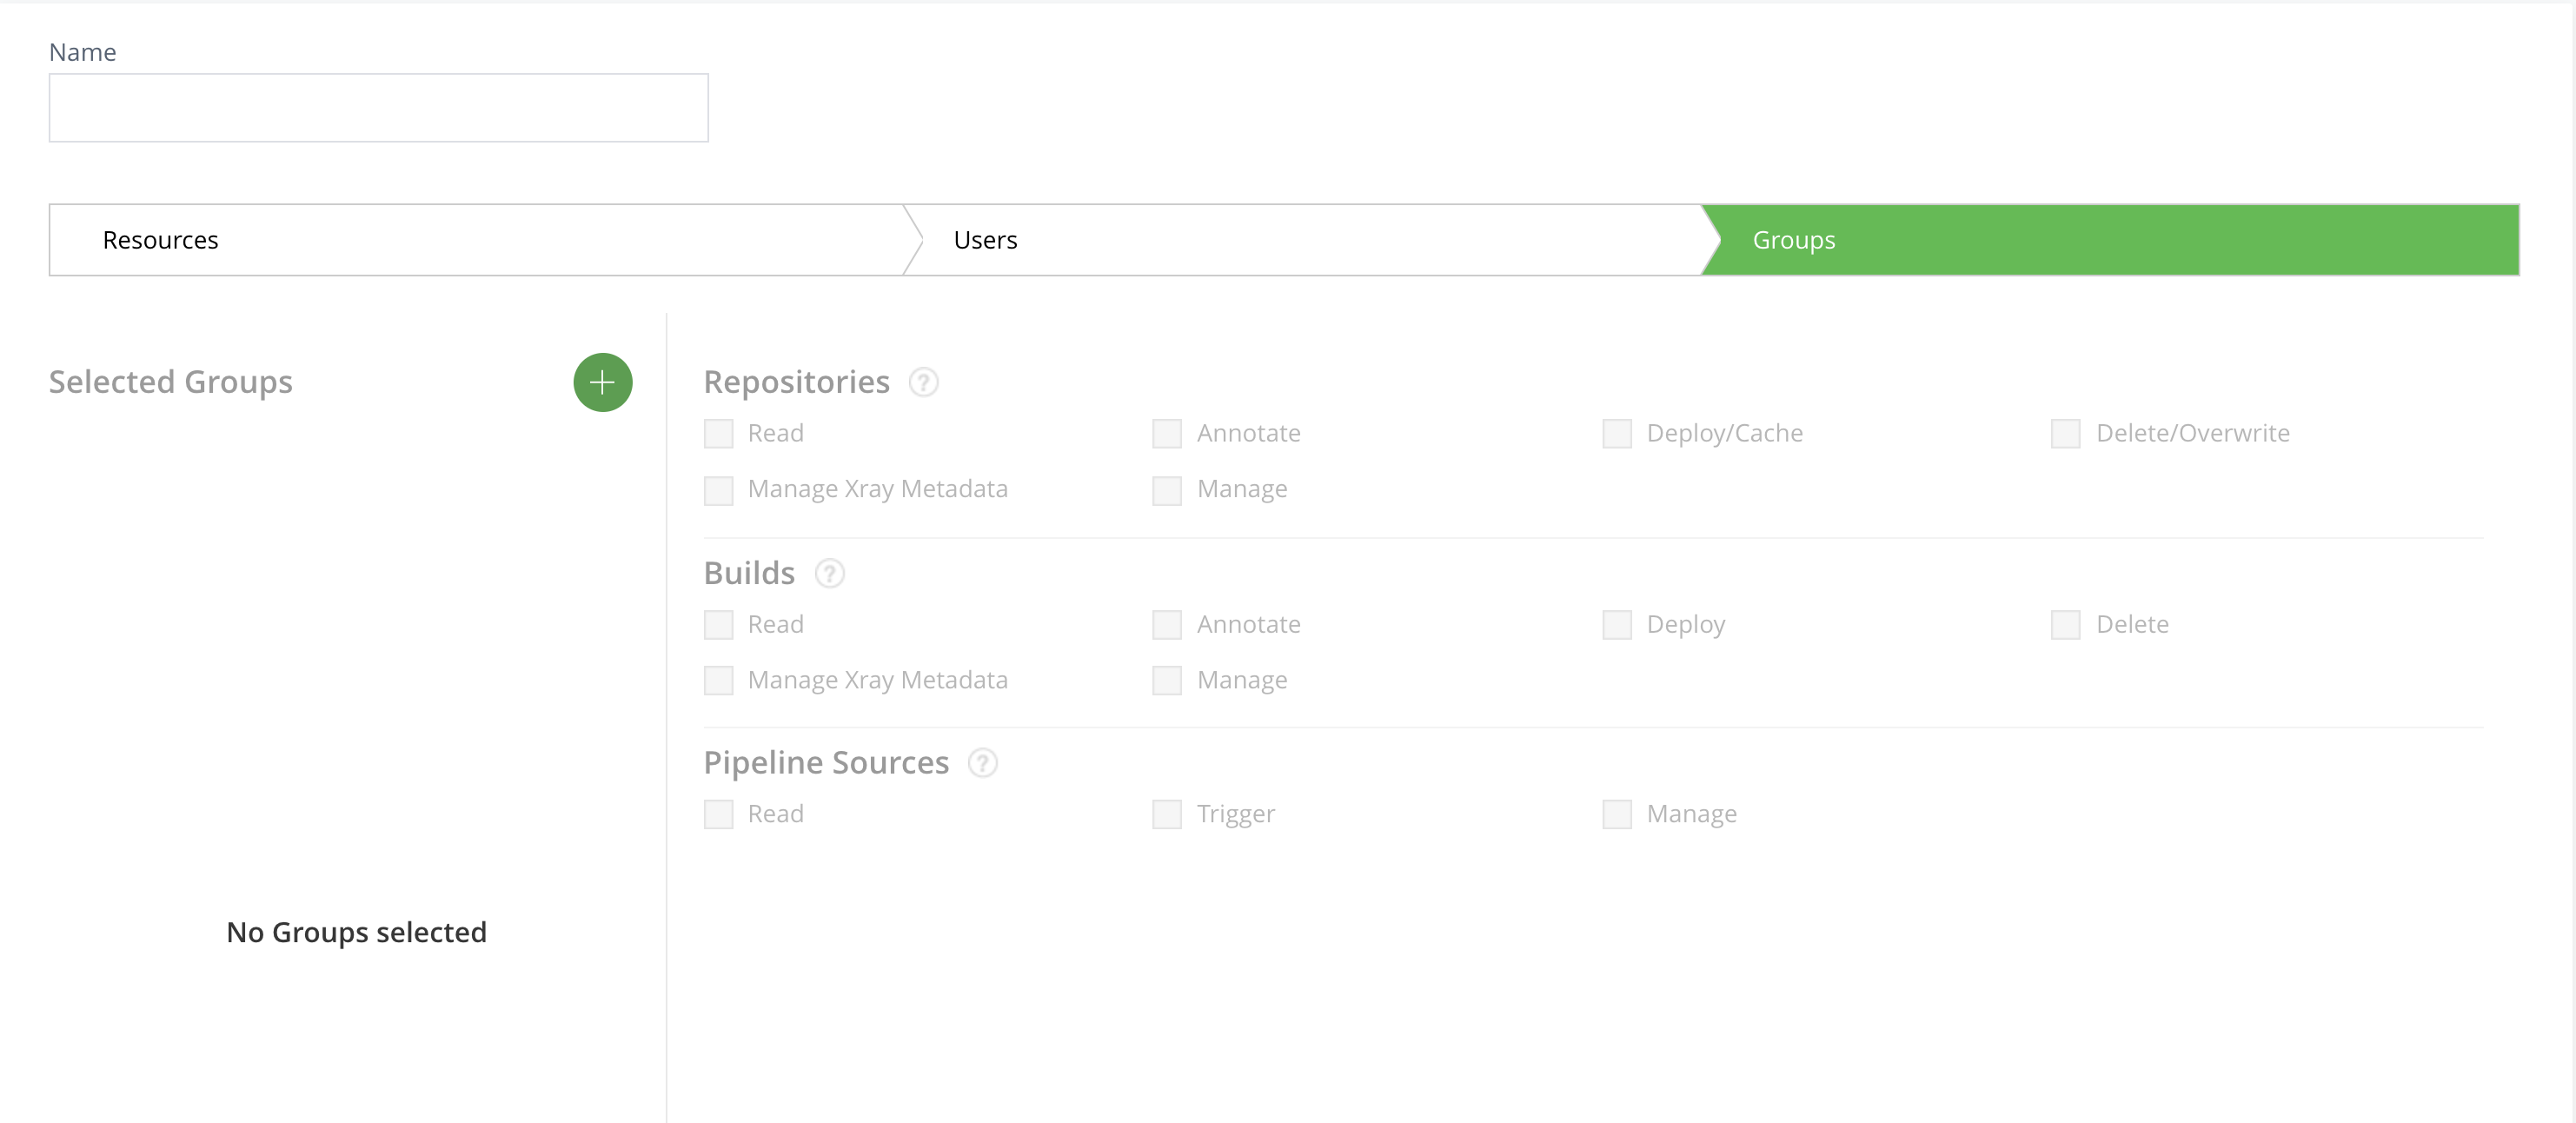 Name
Resources
Users
Groups
Selected Groups
Repositories ?
Read
Annotate
Deploy/Cache
Delete/Overwrite
Manage Xray Metadata
Manage
Builds ?
Read
Annotate
Deploy
Delete
Manage Xray Metadata
Manage
Pipeline Sources ?
Read
Trigger
Manage
No Groups selected